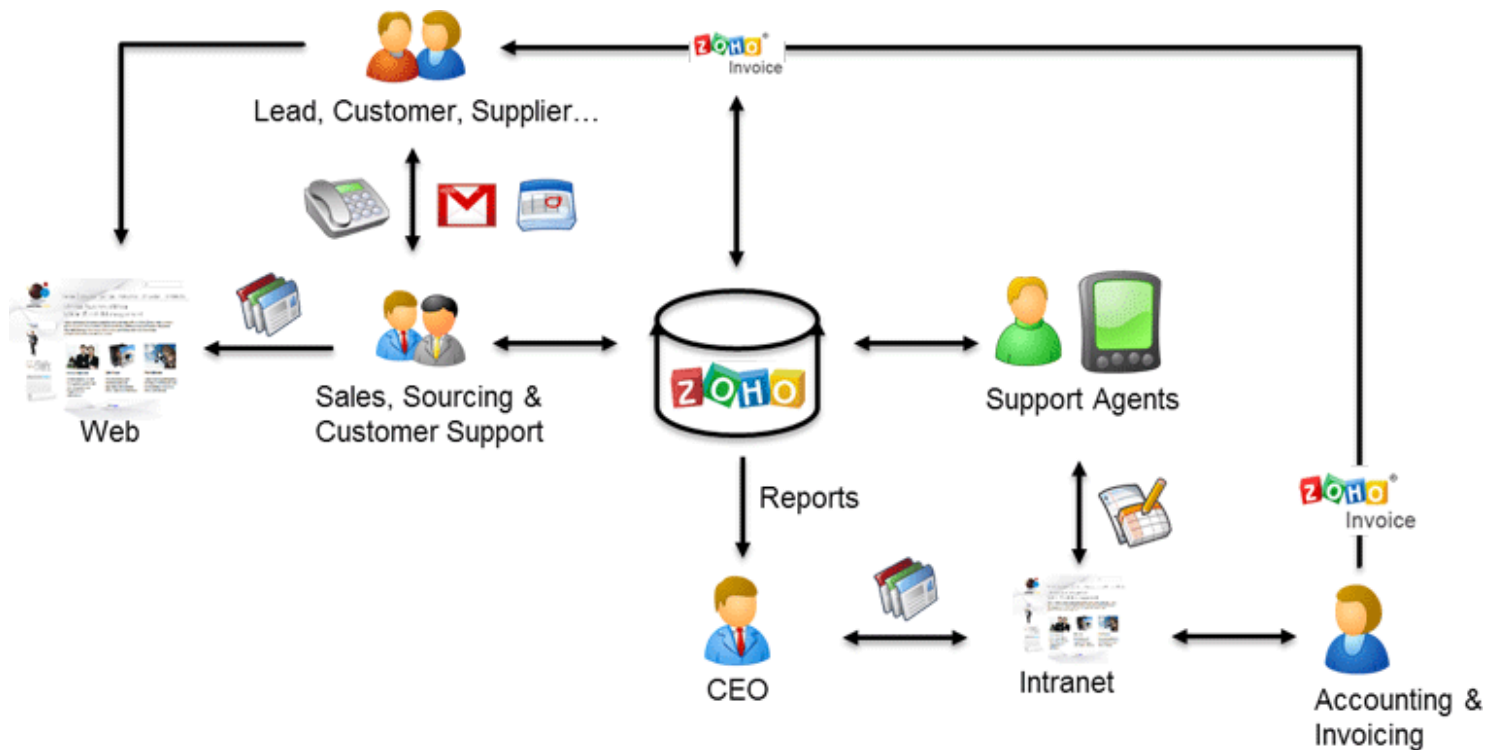 ZOHO®
Invoice
Lead, Customer, Supplier…
ZOHO
Web
Sales, Sourcing &
Customer Support
Support Agents
Reports
ZOHO®
Invoice
CEO
Intranet
Accounting &
Invoicing